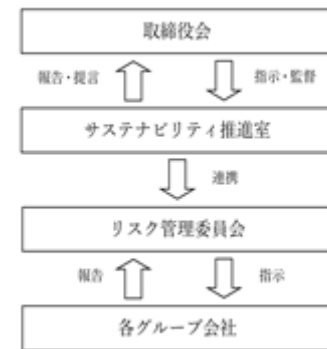 取締役会
報告・提言
指示・監督
サステナビリティ推進室
連携
リスク管理委員会
報告
指示
各グループ会社